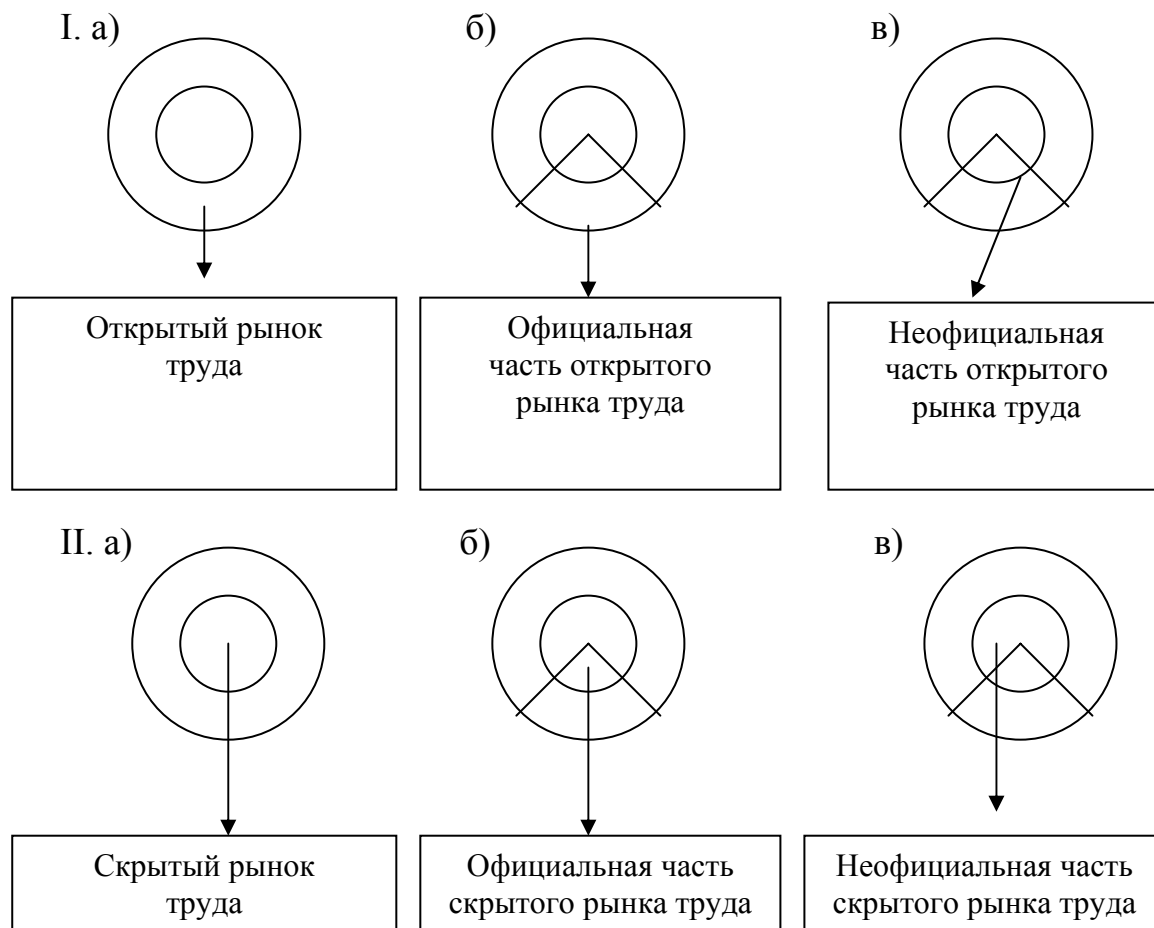 I. а)
б)
в)
Открытый рынок
труда
Официальная
часть открытого
рынка труда
Неофициальная
часть открытого
рынка труда
II. а)
б)
в)
Скрытый рынок
труда
Официальная часть
скрытого рынка труда
Неофициальная часть
скрытого рынка труда